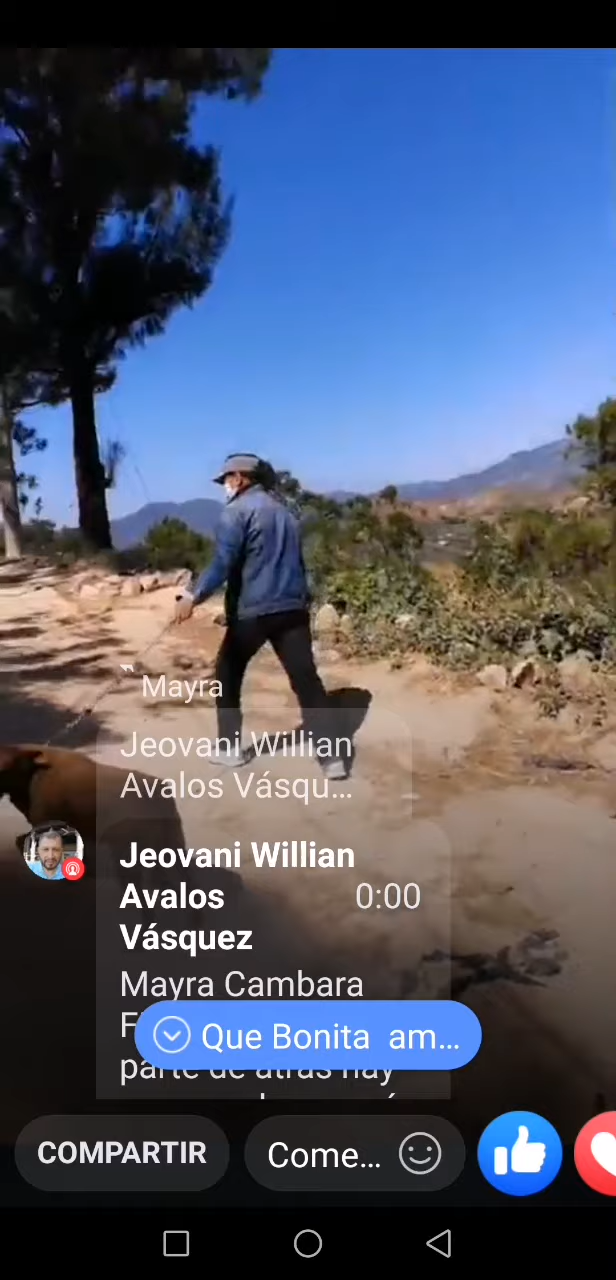 Mayra
Jeovani Willian
Avalos Vásqu...
Jeovani Willian
Avalos
0:00
Vásquez
Mayra Cambara
Que Bonita am...
parte de atrás hay
COMPARTIR
Come...